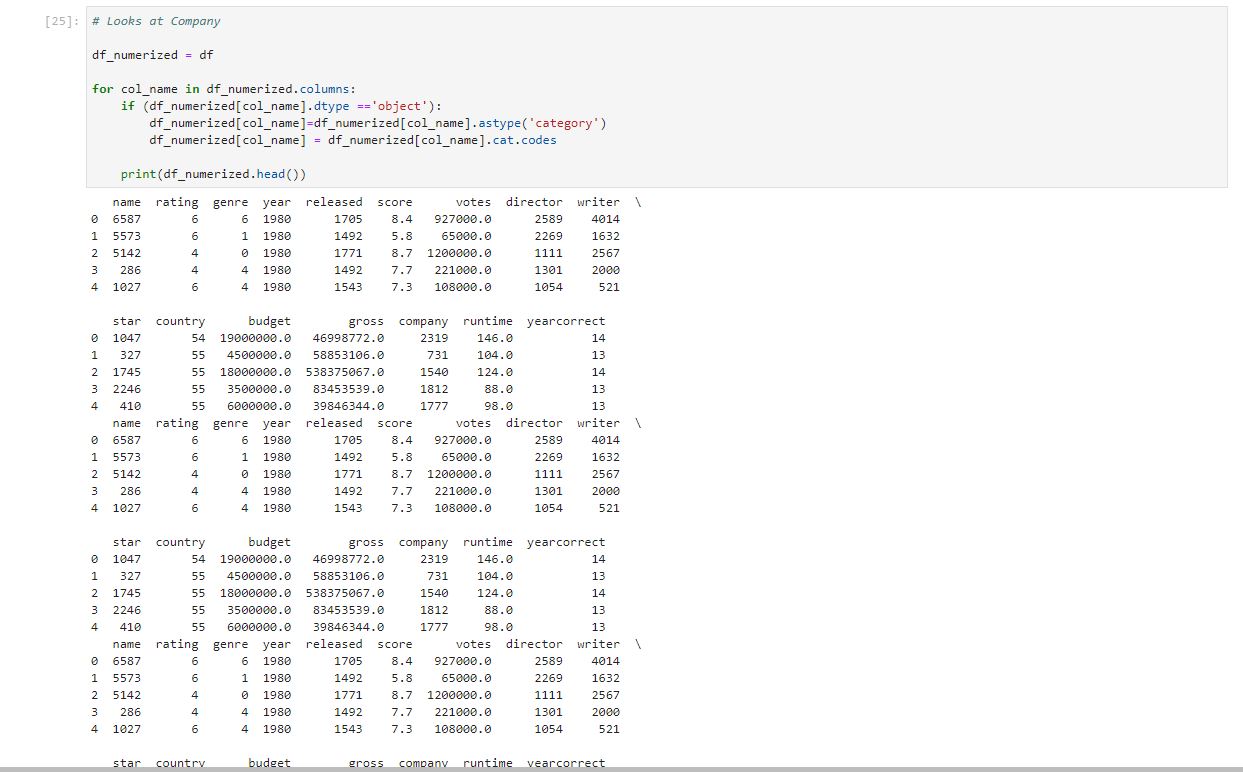 [25]: # Looks at Company
df_numerized = df
for col_name in df_numerized.columns:
    if (df_numerized[col_name].dtype =='object'):
        df_numerized[col_name]=df_numerized[col_name].astype('category')
        df_numerized[col_name] = df_numerized[col_name].cat.codes
    print(df_numerized.head())
   name  rating  genre  year  released  score      votes  director  writer  \
0  6587       6      6  1980      1705    8.4   927000.0      2589    4014
1  5573       6      1  1980      1492    5.8    65000.0      2269    1632
2  5142       4      0  1980      1771    8.7  1200000.0      1111    2567
3   286       4      4  1980      1492    7.7   221000.0      1301    2000
4  1027       6      4  1980      1543    7.3   108000.0      1054     521
   star  country      budget        gross  company  runtime  yearcorrect
0  1047       54  19000000.0   46998772.0     2319    146.0           14
1   327       55   4500000.0   58853106.0      731    104.0           13
2  1745       55  18000000.0  538375067.0     1540    124.0           14
3  2246       55   3500000.0   83453539.0     1812     88.0           13
4   410       55   6000000.0   39846344.0     1777     98.0           13
   name  rating  genre  year  released  score      votes  director  writer  \
0  6587       6      6  1980      1705    8.4   927000.0      2589    4014
1  5573       6      1  1980      1492    5.8    65000.0      2269    1632
2  5142       4      0  1980      1771    8.7  1200000.0      1111    2567
3   286       4      4  1980      1492    7.7   221000.0      1301    2000
4  1027       6      4  1980      1543    7.3   108000.0      1054     521
   star  country      budget        gross  company  runtime  yearcorrect
0  1047       54  19000000.0   46998772.0     2319    146.0           14
1   327       55   4500000.0   58853106.0      731    104.0           13
2  1745       55  18000000.0  538375067.0     1540    124.0           14
3  2246       55   3500000.0   83453539.0     1812     88.0           13
4   410       55   6000000.0   39846344.0     1777     98.0           13
   name  rating  genre  year  released  score      votes  director  writer  \
0  6587       6      6  1980      1705    8.4   927000.0      2589    4014
1  5573       6      1  1980      1492    5.8    65000.0      2269    1632
2  5142       4      0  1980      1771    8.7  1200000.0      1111    2567
3   286       4      4  1980      1492    7.7   221000.0      1301    2000
4  1027       6      4  1980      1543    7.3   108000.0      1054     521
   star  country      budget        gross  company  runtime  yearcorrect